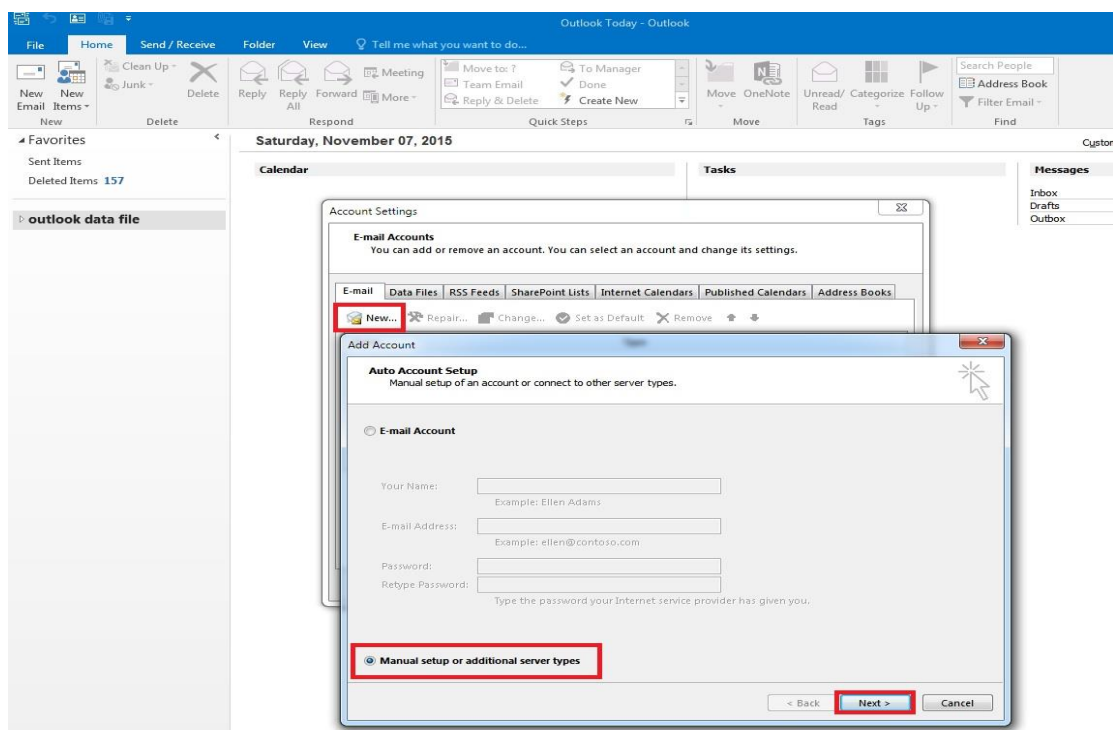 Outlook Today - Outlook
File Home Send / Receive Folder View Tell me what you want to do...
New Email
New Items
Clean Up
Junk
Delete
Reply
Reply All
Forward
Meeting
More
Move to: ?
Team Email
Reply & Delete
To Manager
Done
Create New
Move
OneNote
Unread/ Read
Categorize
Follow Up
Search People
Address Book
Filter Email
New Delete Respond Quick Steps Move Tags Find
Favorites
Sent Items
Deleted Items 157
outlook data file
Saturday, November 07, 2015
Calendar Tasks Messages
Inbox
Drafts
Outbox
Account Settings
E-mail Accounts
You can add or remove an account. You can select an account and change its settings.
E-mail Data Files RSS Feeds SharePoint Lists Internet Calendars Published Calendars Address Books
New... Repair... Change... Set as Default Remove
Add Account
Auto Account Setup
Manual setup of an account or connect to other server types.
E-mail Account
Your Name:
Example: Ellen Adams
E-mail Address:
Example: ellen@contoso.com
Password:
Retype Password:
Type the password your Internet service provider has given you.
Manual setup or additional server types
< Back Next > Cancel